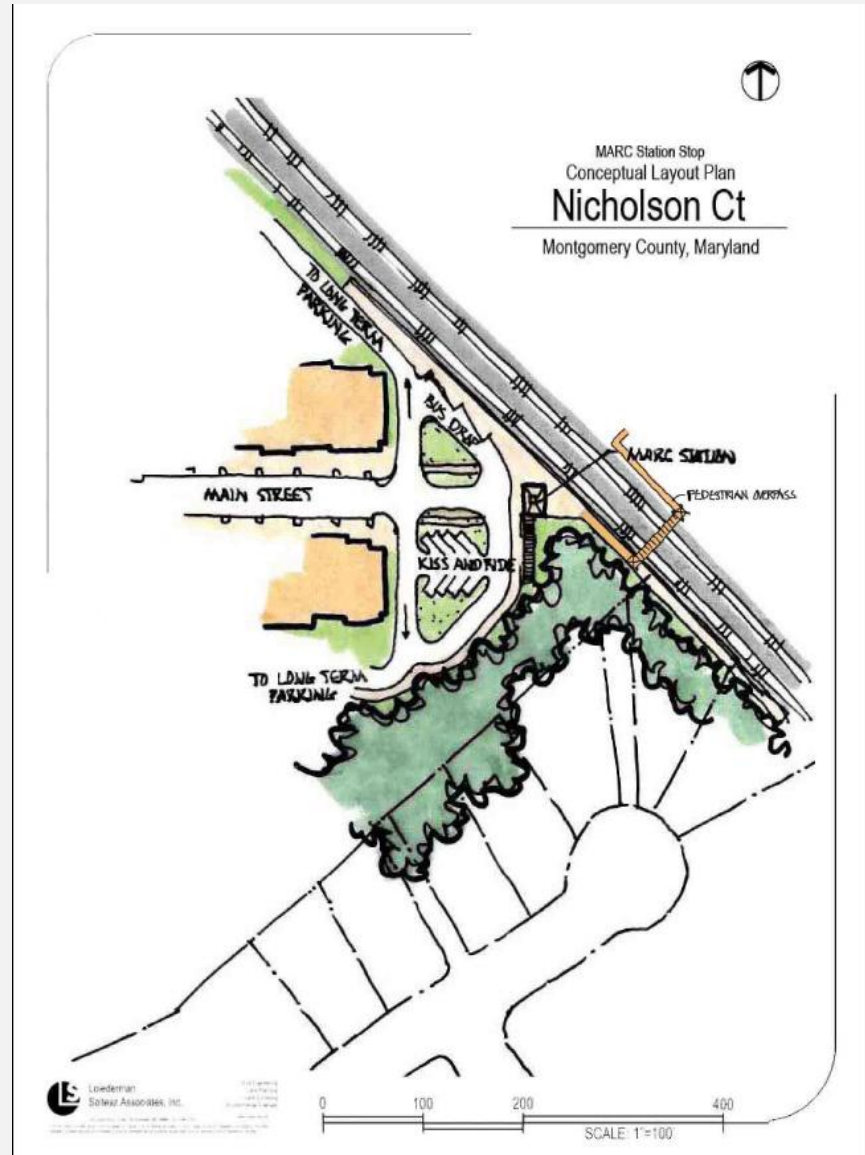 MARC Station Stop
Conceptual Layout Plan
Nicholson Ct
Montgomery County, Maryland
TO LONG TERM
PARKING
BUS DROP
MAIN STREET
MARC STATION
PEDESTRIAN OVERPASS
KISS AND RIDE
TO LONG TERM
PARKING
LS
Loiederman
Soltesz Associates, Inc.
0 100 200 400
SCALE: 1"=100'